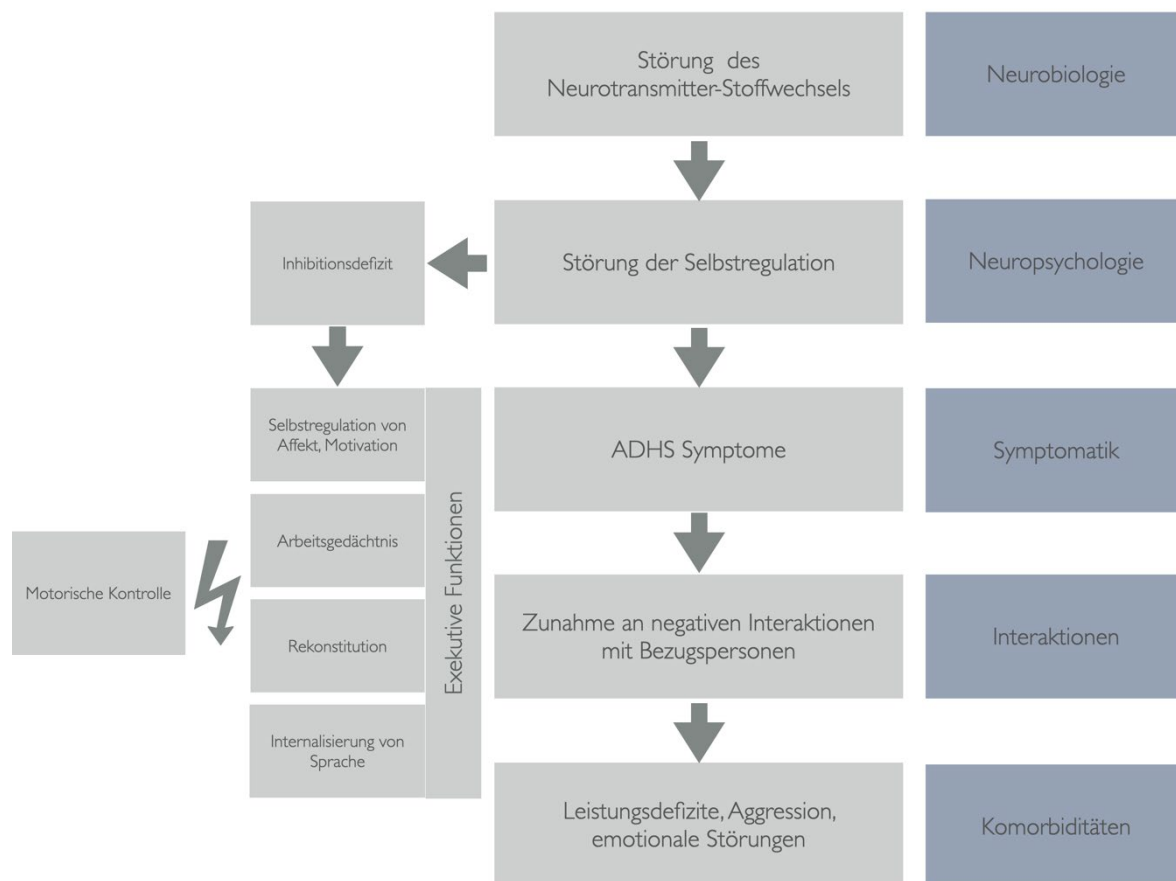 Störung des
Neurotransmitter-Stoffwechsels
Neurobiologie
Inhibitionsdefizit
Störung der Selbstregulation
Neuropsychologie
Selbstregulation von
Affekt, Motivation
ADHS Symptome
Symptomatik
Exekutive Funktionen
Arbeitsgedächtnis
Motorische Kontrolle
Rekonstitution
Zunahme an negativen Interaktionen
mit Bezugspersonen
Interaktionen
Internalisierung von
Sprache
Leistungsdefizite, Aggression,
emotionale Störungen
Komorbiditäten